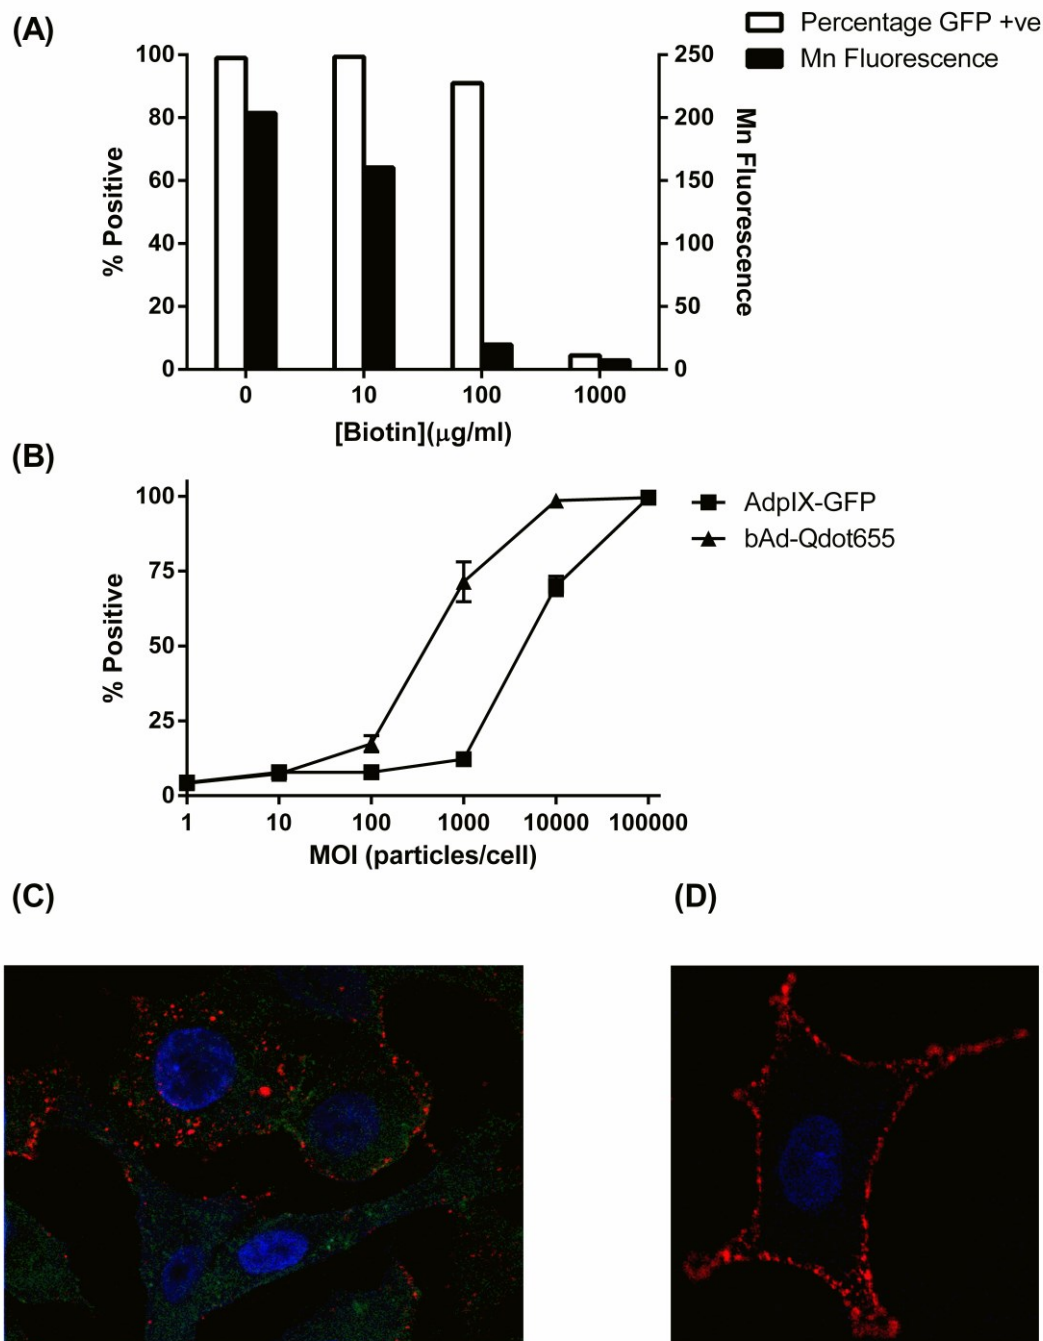 (A)
Percentage GFP +ve
Mn Fluorescence
100
80
60
40
20
0
% Positive
250
200
150
100
50
0
Mn Fluorescence
0 10 100 1000
[Biotin](μg/ml)
(B)
100
75
50
25
0
% Positive
AdpIX-GFP
bAd-Qdot655
1 10 100 1000 10000 100000
MOI (particles/cell)
(C) (D)